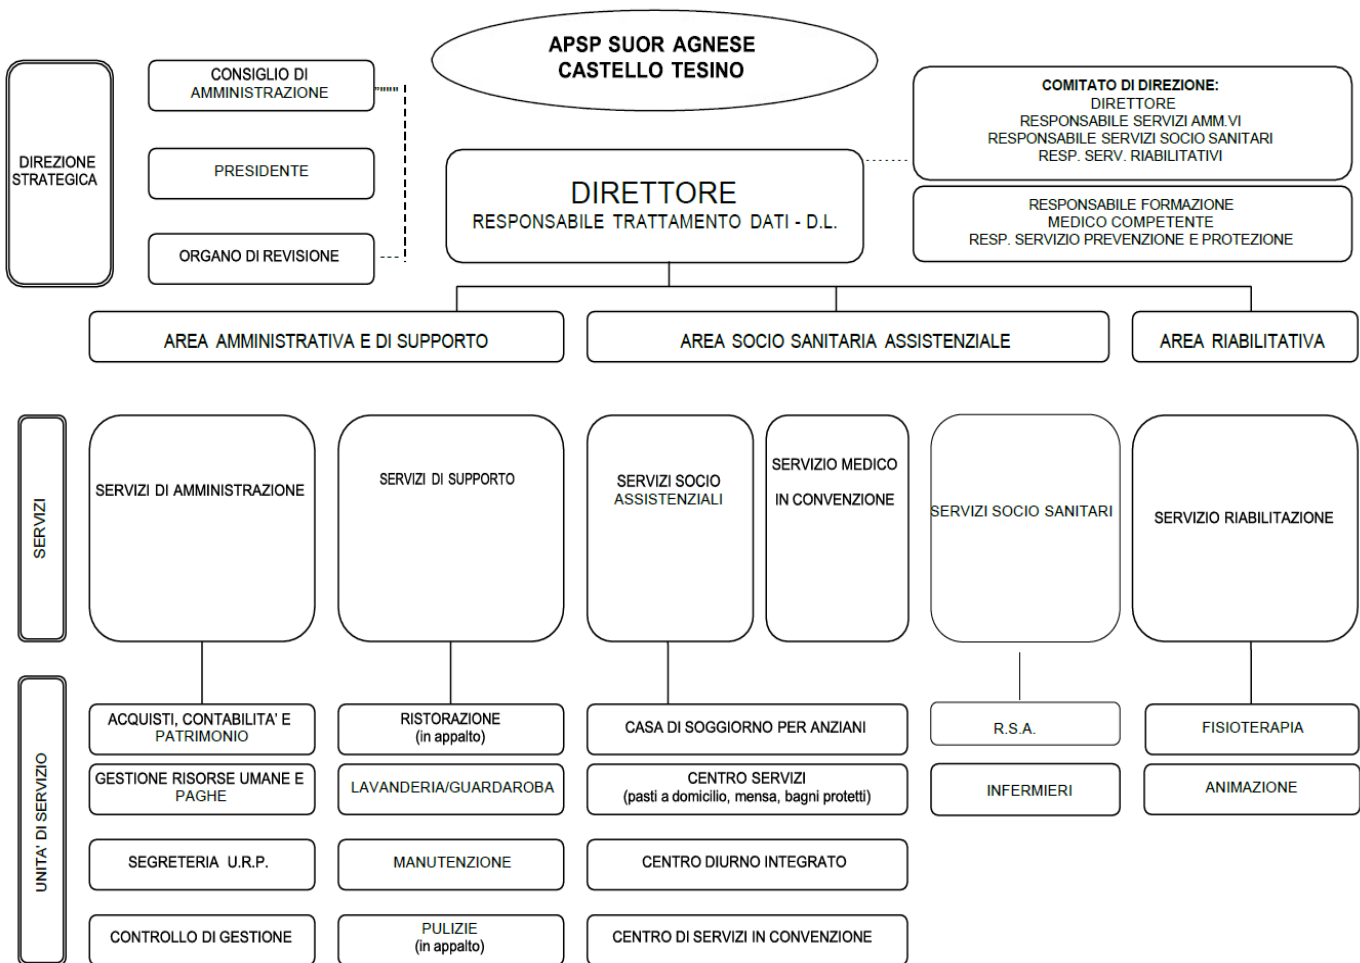 APSP SUOR AGNESE
CASTELLO TESINO
DIREZIONE
STRATEGICA
CONSIGLIO DI
AMMINISTRAZIONE
PRESIDENTE
ORGANO DI REVISIONE
DIRETTORE
RESPONSABILE TRATTAMENTO DATI - D.L.
COMITATO DI DIREZIONE:
DIRETTORE
RESPONSABILE SERVIZI AMM.VI
RESPONSABILE SERVIZI SOCIO SANITARI
RESP. SERV. RIABILITATIVI
RESPONSABILE FORMAZIONE
MEDICO COMPETENTE
RESP. SERVIZIO PREVENZIONE E PROTEZIONE
AREA AMMINISTRATIVA E DI SUPPORTO
AREA SOCIO SANITARIA ASSISTENZIALE
AREA RIABILITATIVA
SERVIZI
SERVIZI DI AMMINISTRAZIONE
SERVIZI DI SUPPORTO
SERVIZI SOCIO
ASSISTENZIALI
SERVIZIO MEDICO
IN CONVENZIONE
SERVIZI SOCIO SANITARI
SERVIZIO RIABILITAZIONE
UNITA' DI SERVIZIO
ACQUISTI, CONTABILITA' E
PATRIMONIO
GESTIONE RISORSE UMANE E
PAGHE
SEGRETERIA U.R.P.
CONTROLLO DI GESTIONE
RISTORAZIONE
(in appalto)
LAVANDERIA/GUARDAROBA
MANUTENZIONE
PULIZIE
(in appalto)
CASA DI SOGGIORNO PER ANZIANI
CENTRO SERVIZI
(pasti a domicilio, mensa, bagni protetti)
CENTRO DIURNO INTEGRATO
CENTRO DI SERVIZI IN CONVENZIONE
R.S.A.
INFERMIERI
FISIOTERAPIA
ANIMAZIONE